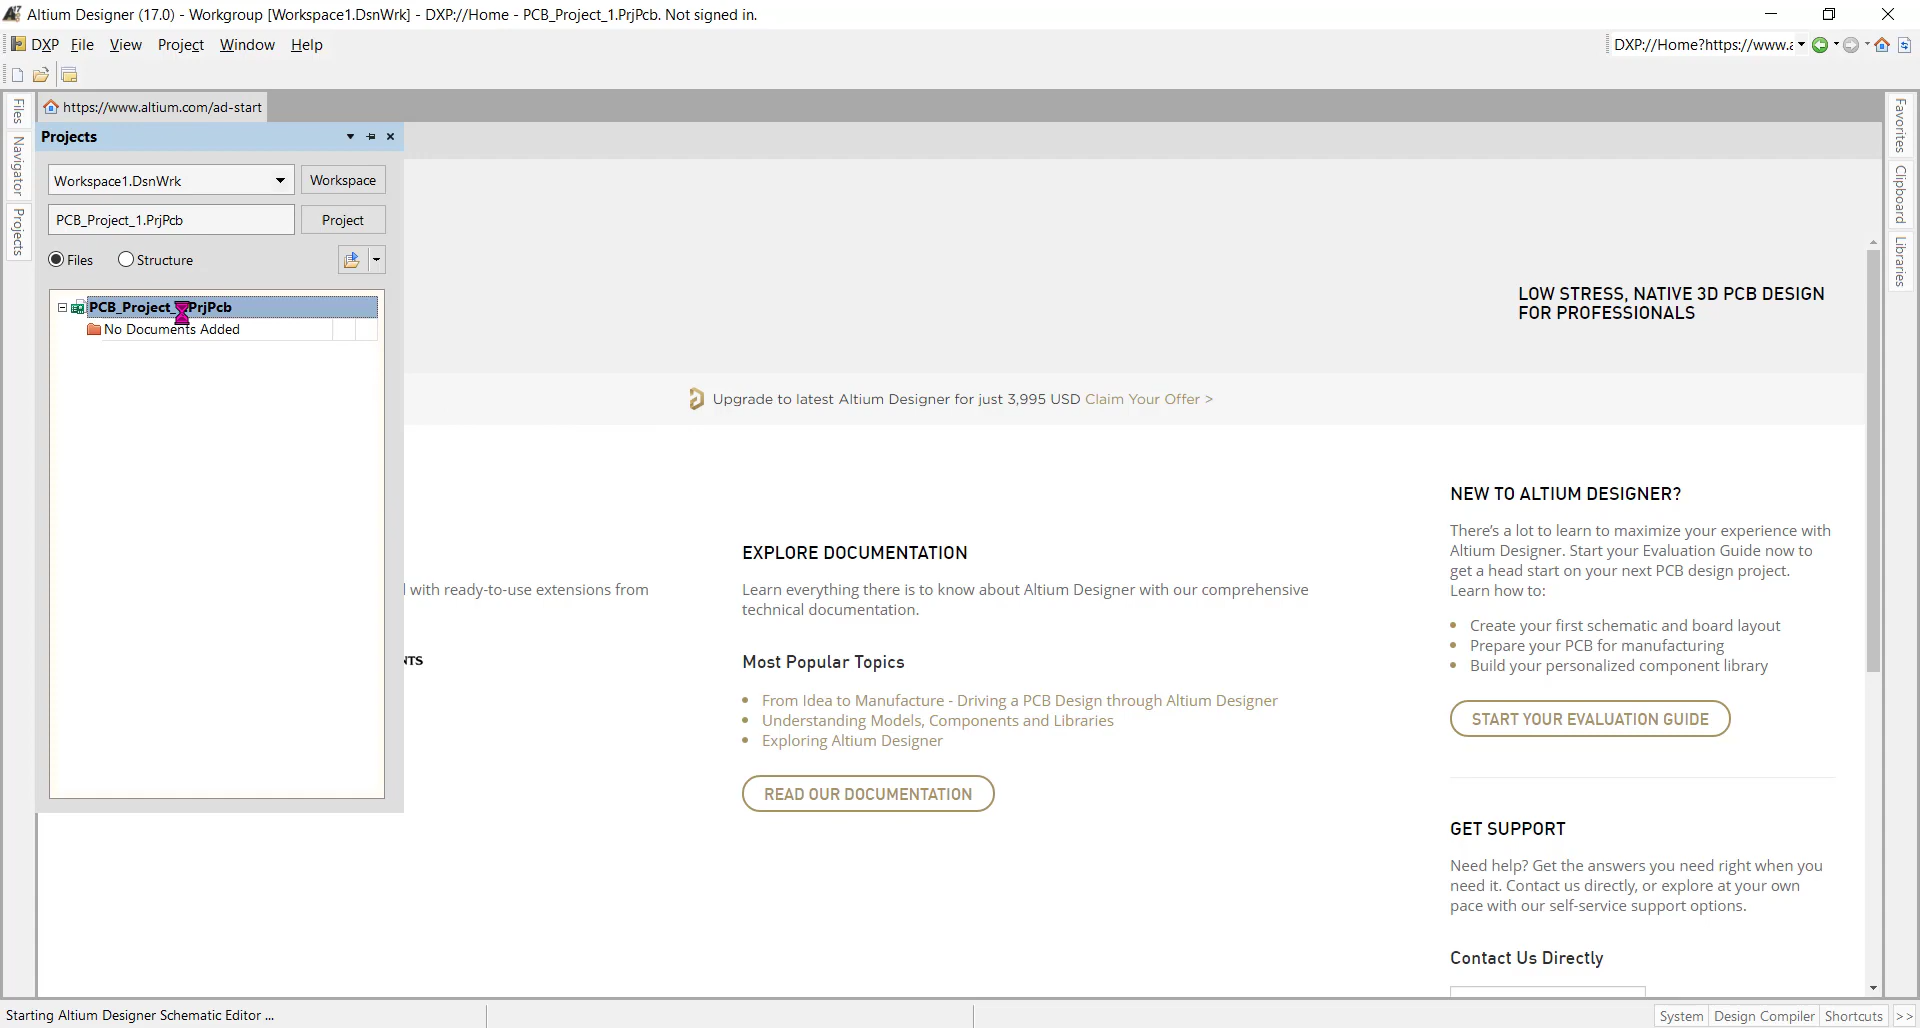 Altium Designer (17.0) - Workgroup [Workspace1.DsnWrk] - DXP://Home - PCB_Project_1.PrjPcb. Not signed in.
DXP File View Project Window Help
DXP://Home?https://www.a
https://www.altium.com/ad-start
Files
Navigator
Projects
Projects
Workspace1.DsnWrk
Workspace
PCB_Project_1.PrjPcb
Project
Files
Structure
PCB_Project_ PrjPcb
No Documents Added
LOW STRESS, NATIVE 3D PCB DESIGN
FOR PROFESSIONALS
Upgrade to latest Altium Designer for just 3,995 USD Claim Your Offer >
with ready-to-use extensions from
NTS
EXPLORE DOCUMENTATION
Learn everything there is to know about Altium Designer with our comprehensive
technical documentation.
Most Popular Topics
From Idea to Manufacture - Driving a PCB Design through Altium Designer
Understanding Models, Components and Libraries
Exploring Altium Designer
READ OUR DOCUMENTATION
NEW TO ALTIUM DESIGNER?
There's a lot to learn to maximize your experience with
Altium Designer. Start your Evaluation Guide now to
get a head start on your next PCB design project.
Learn how to:
Create your first schematic and board layout
Prepare your PCB for manufacturing
Build your personalized component library
START YOUR EVALUATION GUIDE
GET SUPPORT
Need help? Get the answers you need right when you
need it. Contact us directly, or explore at your own
pace with our self-service support options.
Contact Us Directly
Favorites
Clipboard
Libraries
Starting Altium Designer Schematic Editor ...
System Design Compiler Shortcuts >>